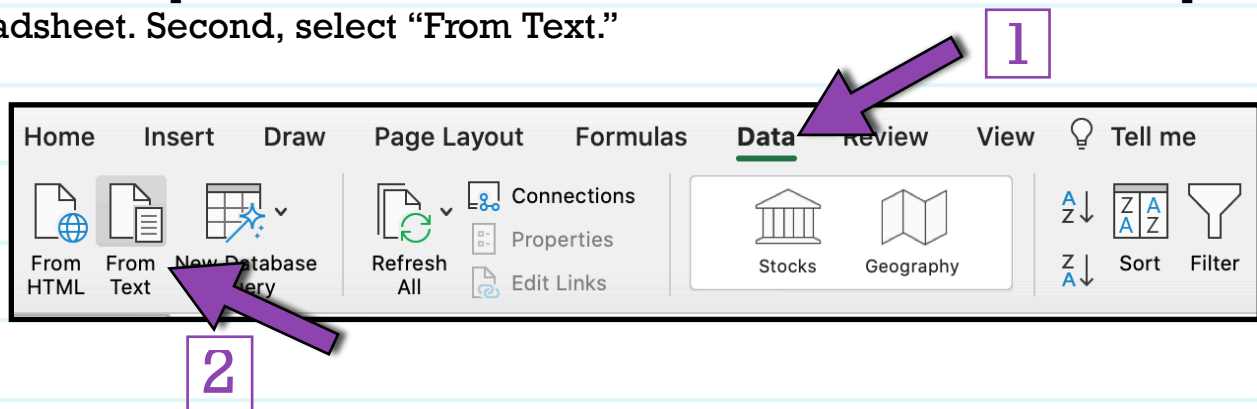 adsheet. Second, select “From Text.”
1
Home Insert Draw Page Layout Formulas Data Review View Tell me
From HTML
From Text
New Database
Refresh All
Connections
Properties
Edit Links
Stocks
Geography
A Z
Z A
Z A A Z
Sort
Filter
2